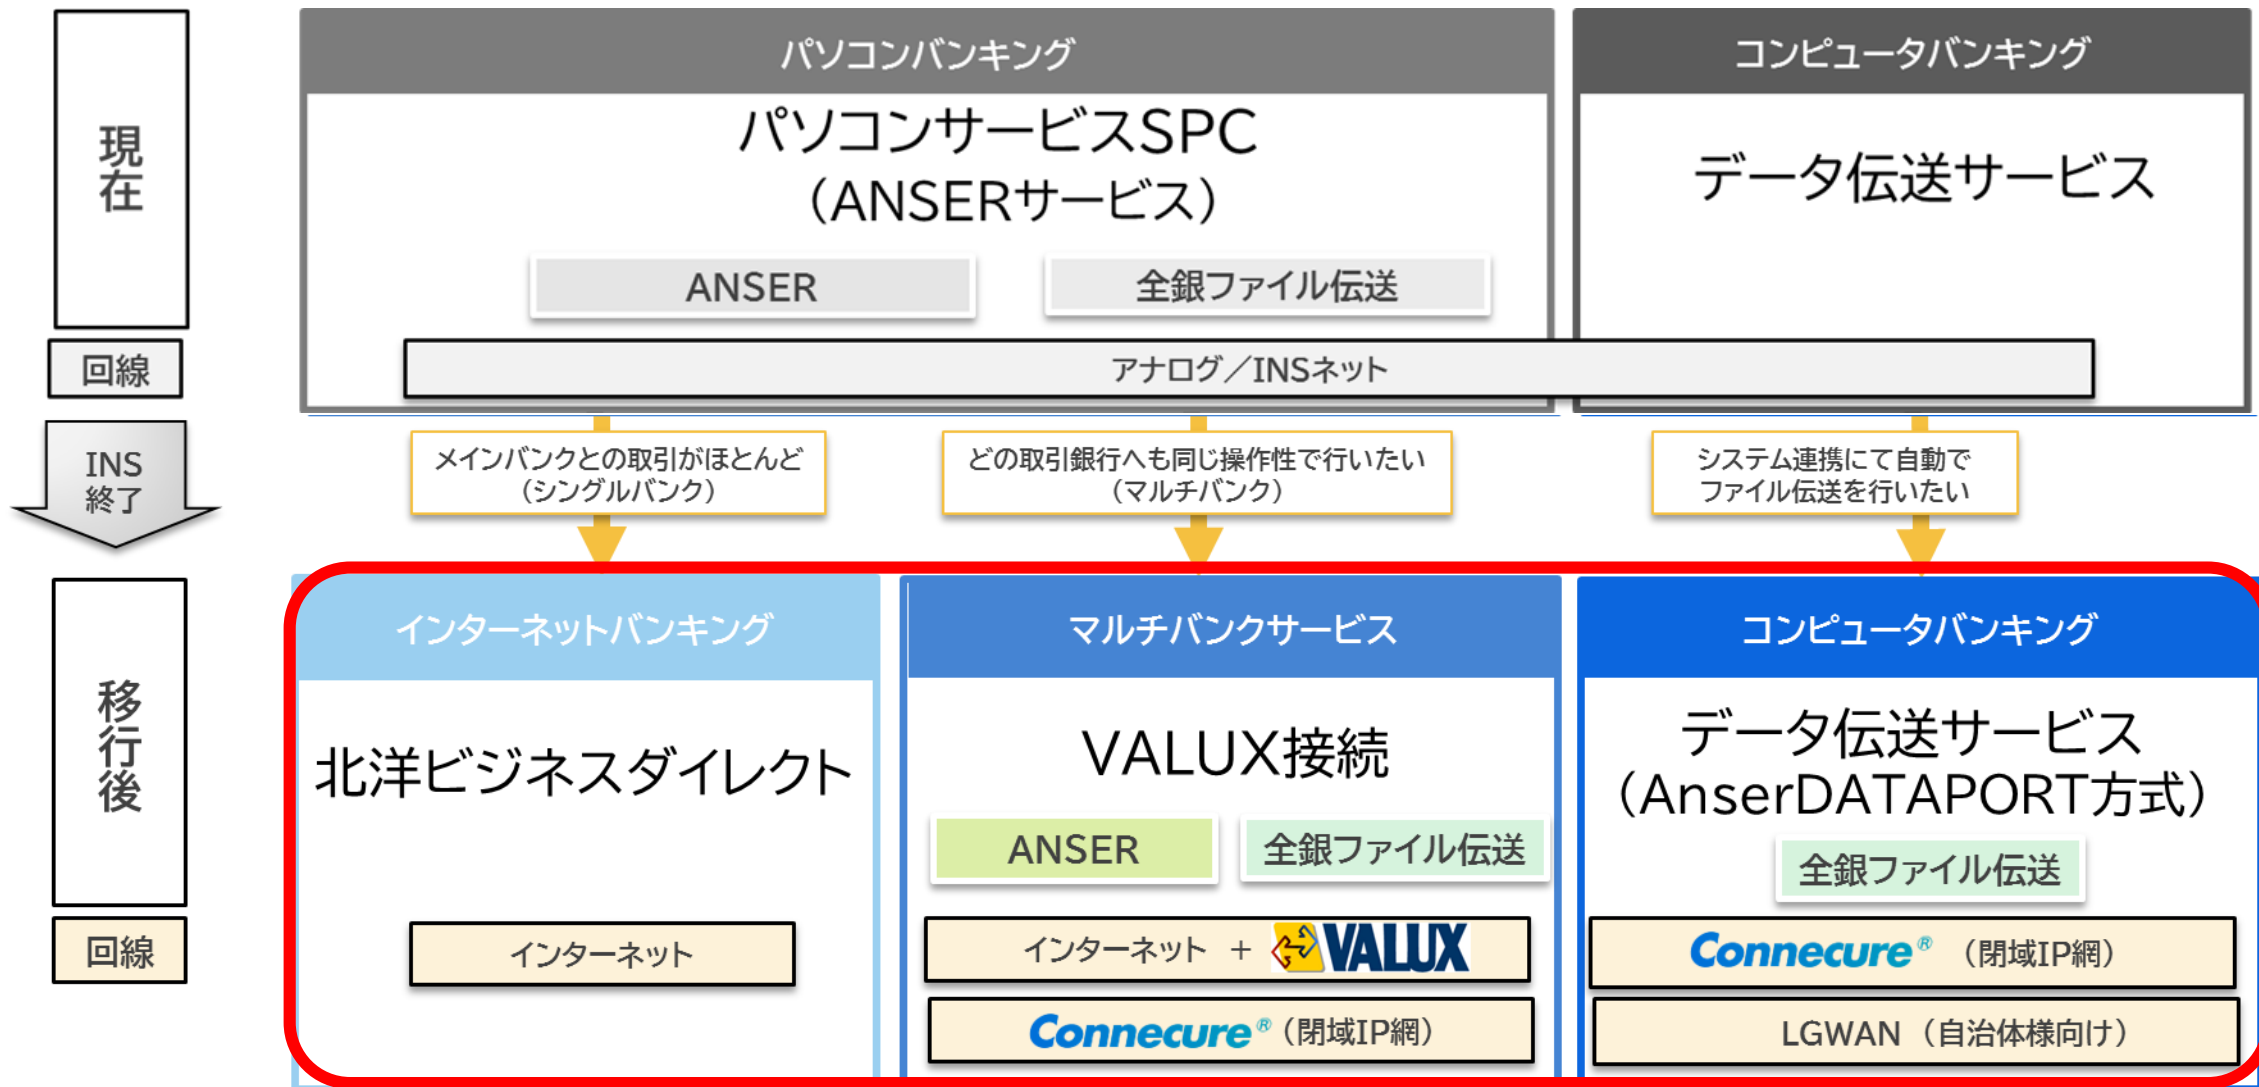 現在
パソコンバンキング
コンピュータバンキング
パソコンサービスSPC
（ANSERサービス）
データ伝送サービス
ANSER
全銀ファイル伝送
回線
アナログ／INSネット
INS
終了
メインバンクとの取引がほとんど
（シングルバンク）
どの取引銀行へも同じ操作性で行いたい
（マルチバンク）
システム連携にて自動で
ファイル伝送を行いたい
移行後
インターネットバンキング
マルチバンクサービス
コンピュータバンキング
北洋ビジネスダイレクト
VALUX接続
データ伝送サービス
（AnserDATAPORT方式）
ANSER
全銀ファイル伝送
全銀ファイル伝送
回線
インターネット
インターネット + VALUX
Connecure®（閉域IP網）
Connecure®（閉域IP網）
LGWAN（自治体様向け）